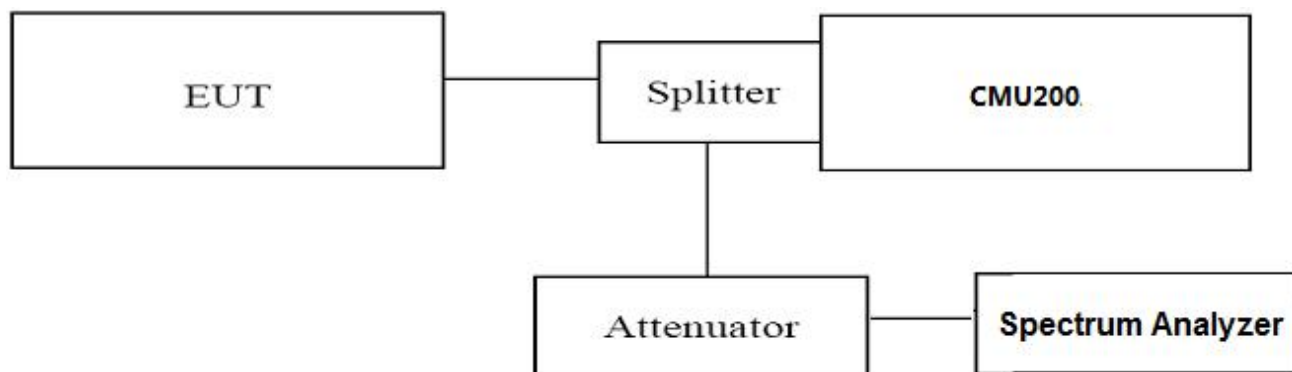 EUT
Splitter
CMU200.
Attenuator
Spectrum Analyzer